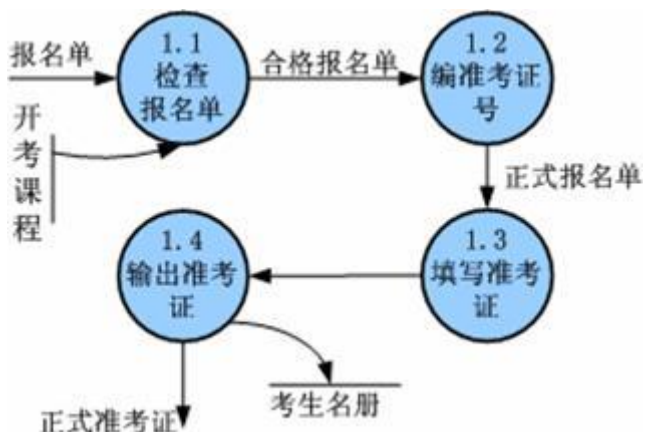 报名单
1.1
检查
报名单
合格报名单
1.2
编准考证
号
开
考
课
程
正式报名单
1.4
输出准考
证
1.3
填写准考
证
考生名册
正式准考证